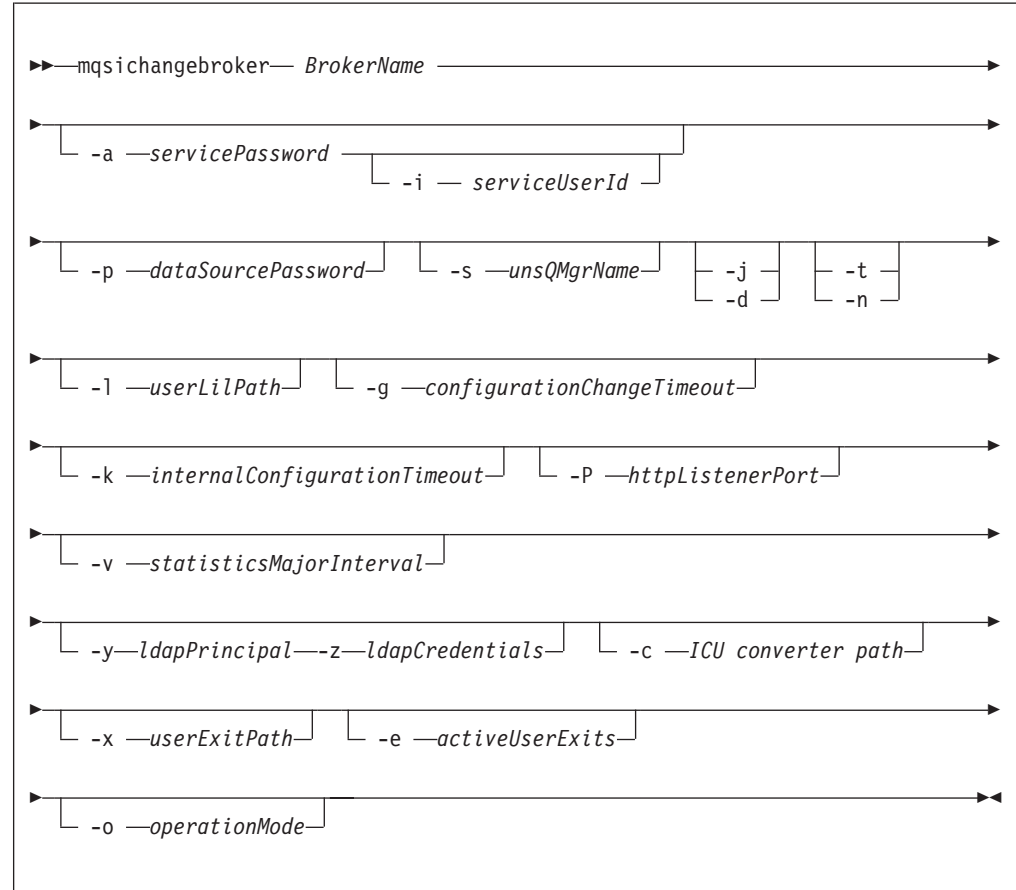 mqsichangebroker BrokerName
-a servicePassword
-i serviceUserId
-p dataSourcePassword -s unsQMgrName -j -t
-d -n
-l userLilPath -g configurationChangeTimeout
-k internalConfigurationTimeout -P httpListenerPort
-v statisticsMajorInterval
-y ldapPrincipal -z ldapCredentials -c ICU converter path
-x userExitPath -e activeUserExits
-o operationMode